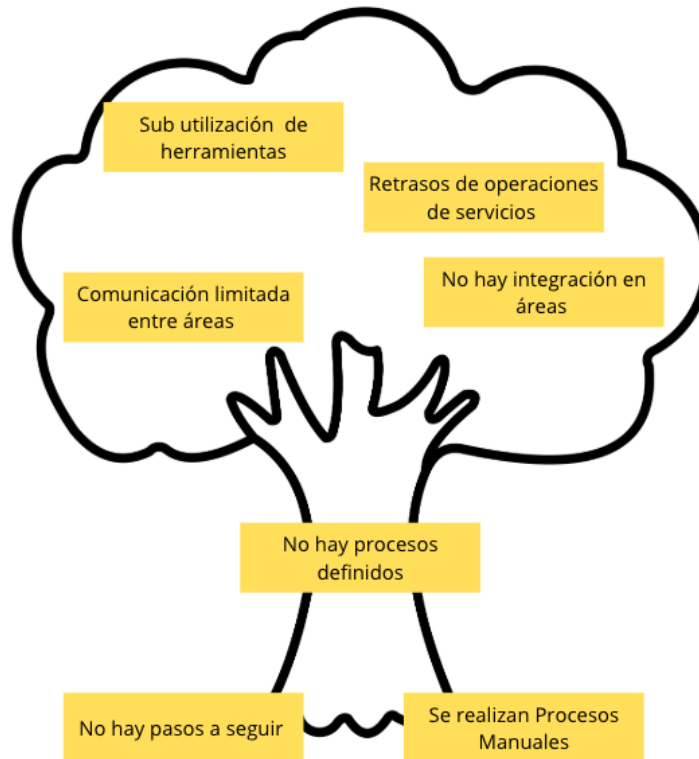 Sub utilización de
herramientas
Retrasos de operaciones
de servicios
Comunicación limitada
entre áreas
No hay integración en
áreas
No hay procesos
definidos
No hay pasos a seguir
Se realizan Procesos
Manuales